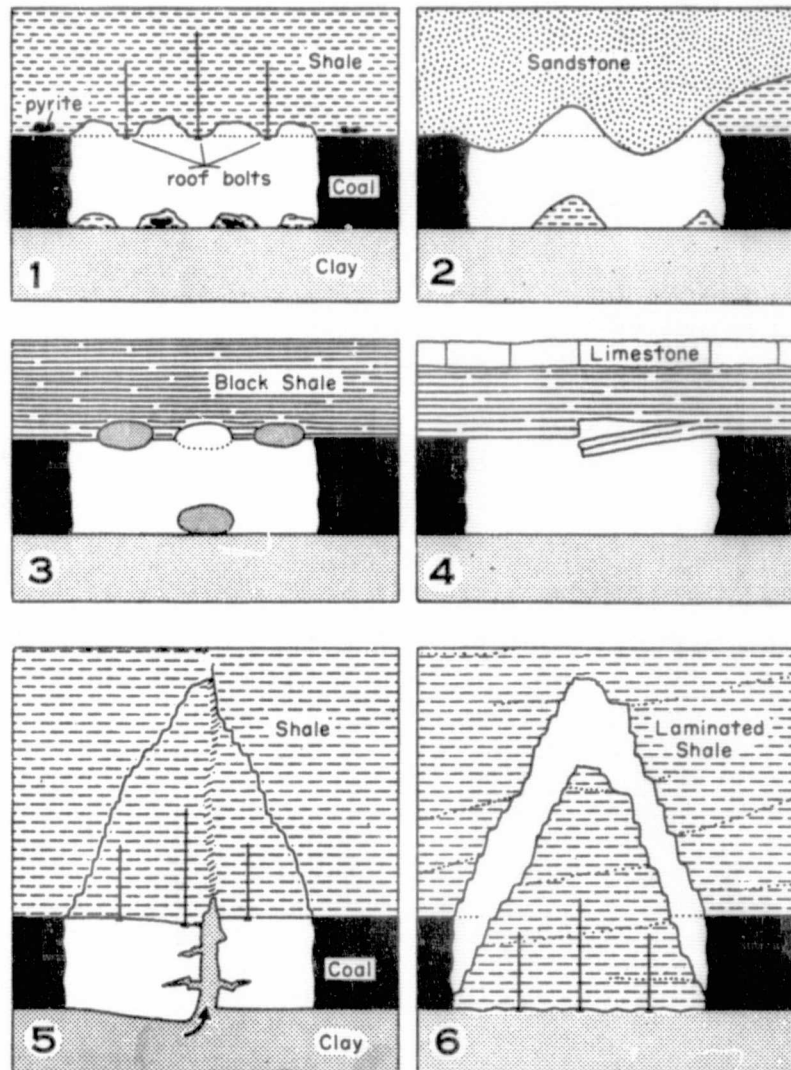 Shale
pyrite
roof bolts
Coal
Clay
1
Sandstone
2
Black Shale
3
Limestone
4
Shale
Coal
Clay
5
Laminated
Shale
6